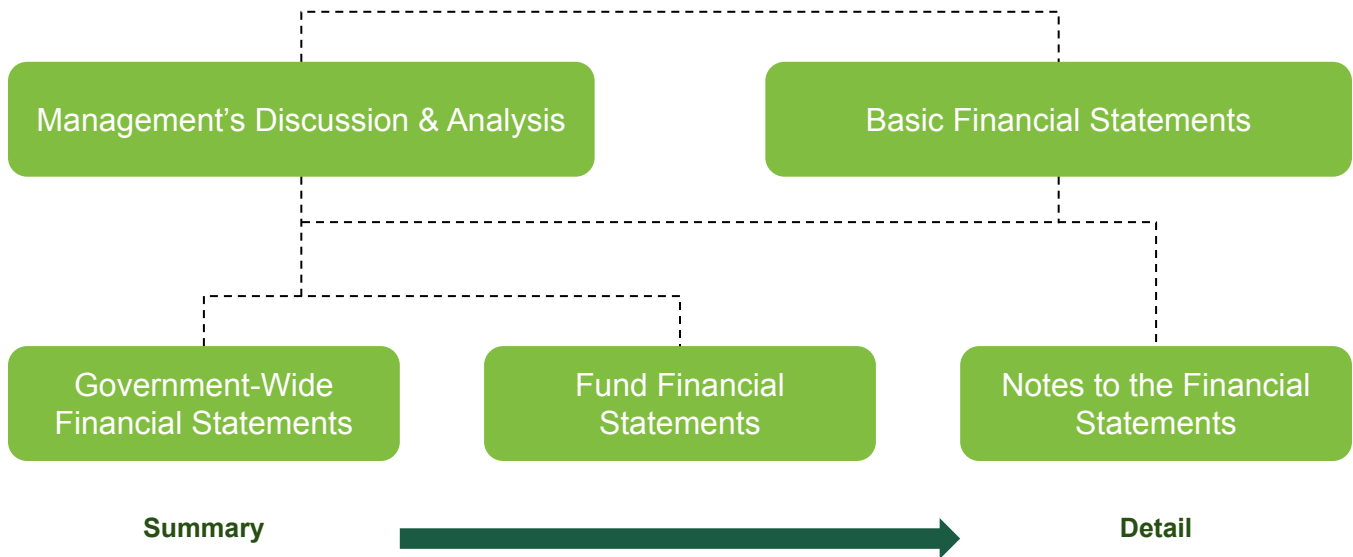 Management’s Discussion & Analysis
Basic Financial Statements
Government-Wide
Financial Statements
Fund Financial
Statements
Notes to the Financial
Statements
Summary
Detail